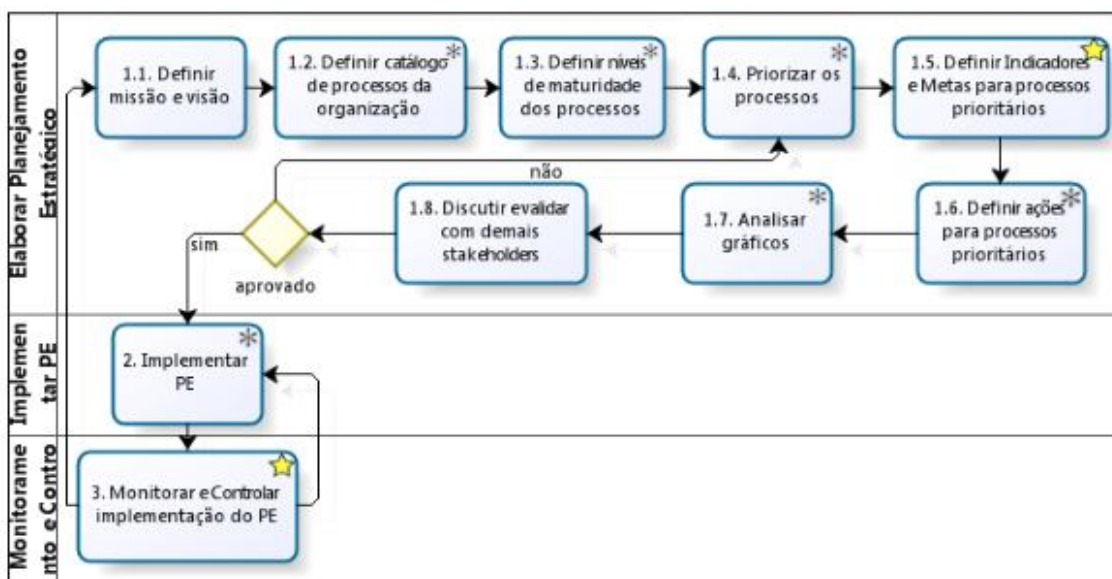 Elaborar Planejamento
Estratégico
1.1. Definir
missão e visão
1.2. Definir catálogo
de processos da
organização
1.3. Definir níveis
de maturidade
dos processos
1.4. Priorizar os
processos
1.5. Definir Indicadores
e Metas para processos
prioritários
não
1.8. Discutir e validar
com demais
stakeholders
1.7. Analisar
gráficos
1.6. Definir ações
para processos
prioritários
sim
aprovado
Implemen
tar PE
2. Implementar
PE
Monitorame
nto e Contro
3. Monitorar e Controlar
implementação do PE